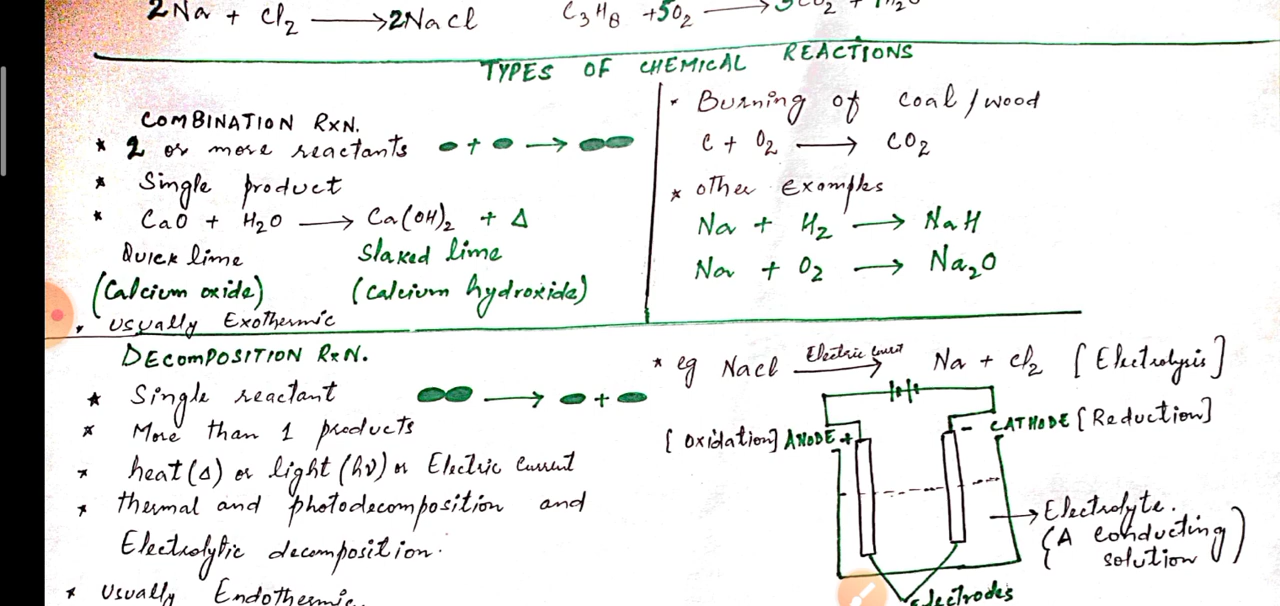 2Na + Cl₂ → 2NaCl
C₃H₈ + 5O₂ →
TYPES OF CHEMICAL REACTIONS
COMBINATION RXN.
* 2 or more reactants
* Single product
* CaO + H₂O → Ca(OH)₂ + Δ
Quick lime Slaked lime
(Calcium oxide) (Calcium hydroxide)
* Usually Exothermic
* Burning of coal/wood
C + O₂ → CO₂
* other Examples
Na + H₂ → NaH
Na + O₂ → Na₂O
DECOMPOSITION RXN.
* Single reactant
* More than 1 products
* heat (Δ) or light (hν) or Electric Current
* thermal and photodecomposition and
Electrolytic decomposition.
* Usually Endothermic.
* eg NaCl Electric Current → Na + Cl₂ [Electrolysis]
[Oxidation] ANODE + - CATHODE [Reduction]
→ Electrolyte.
(A conducting
solution)
Electrodes